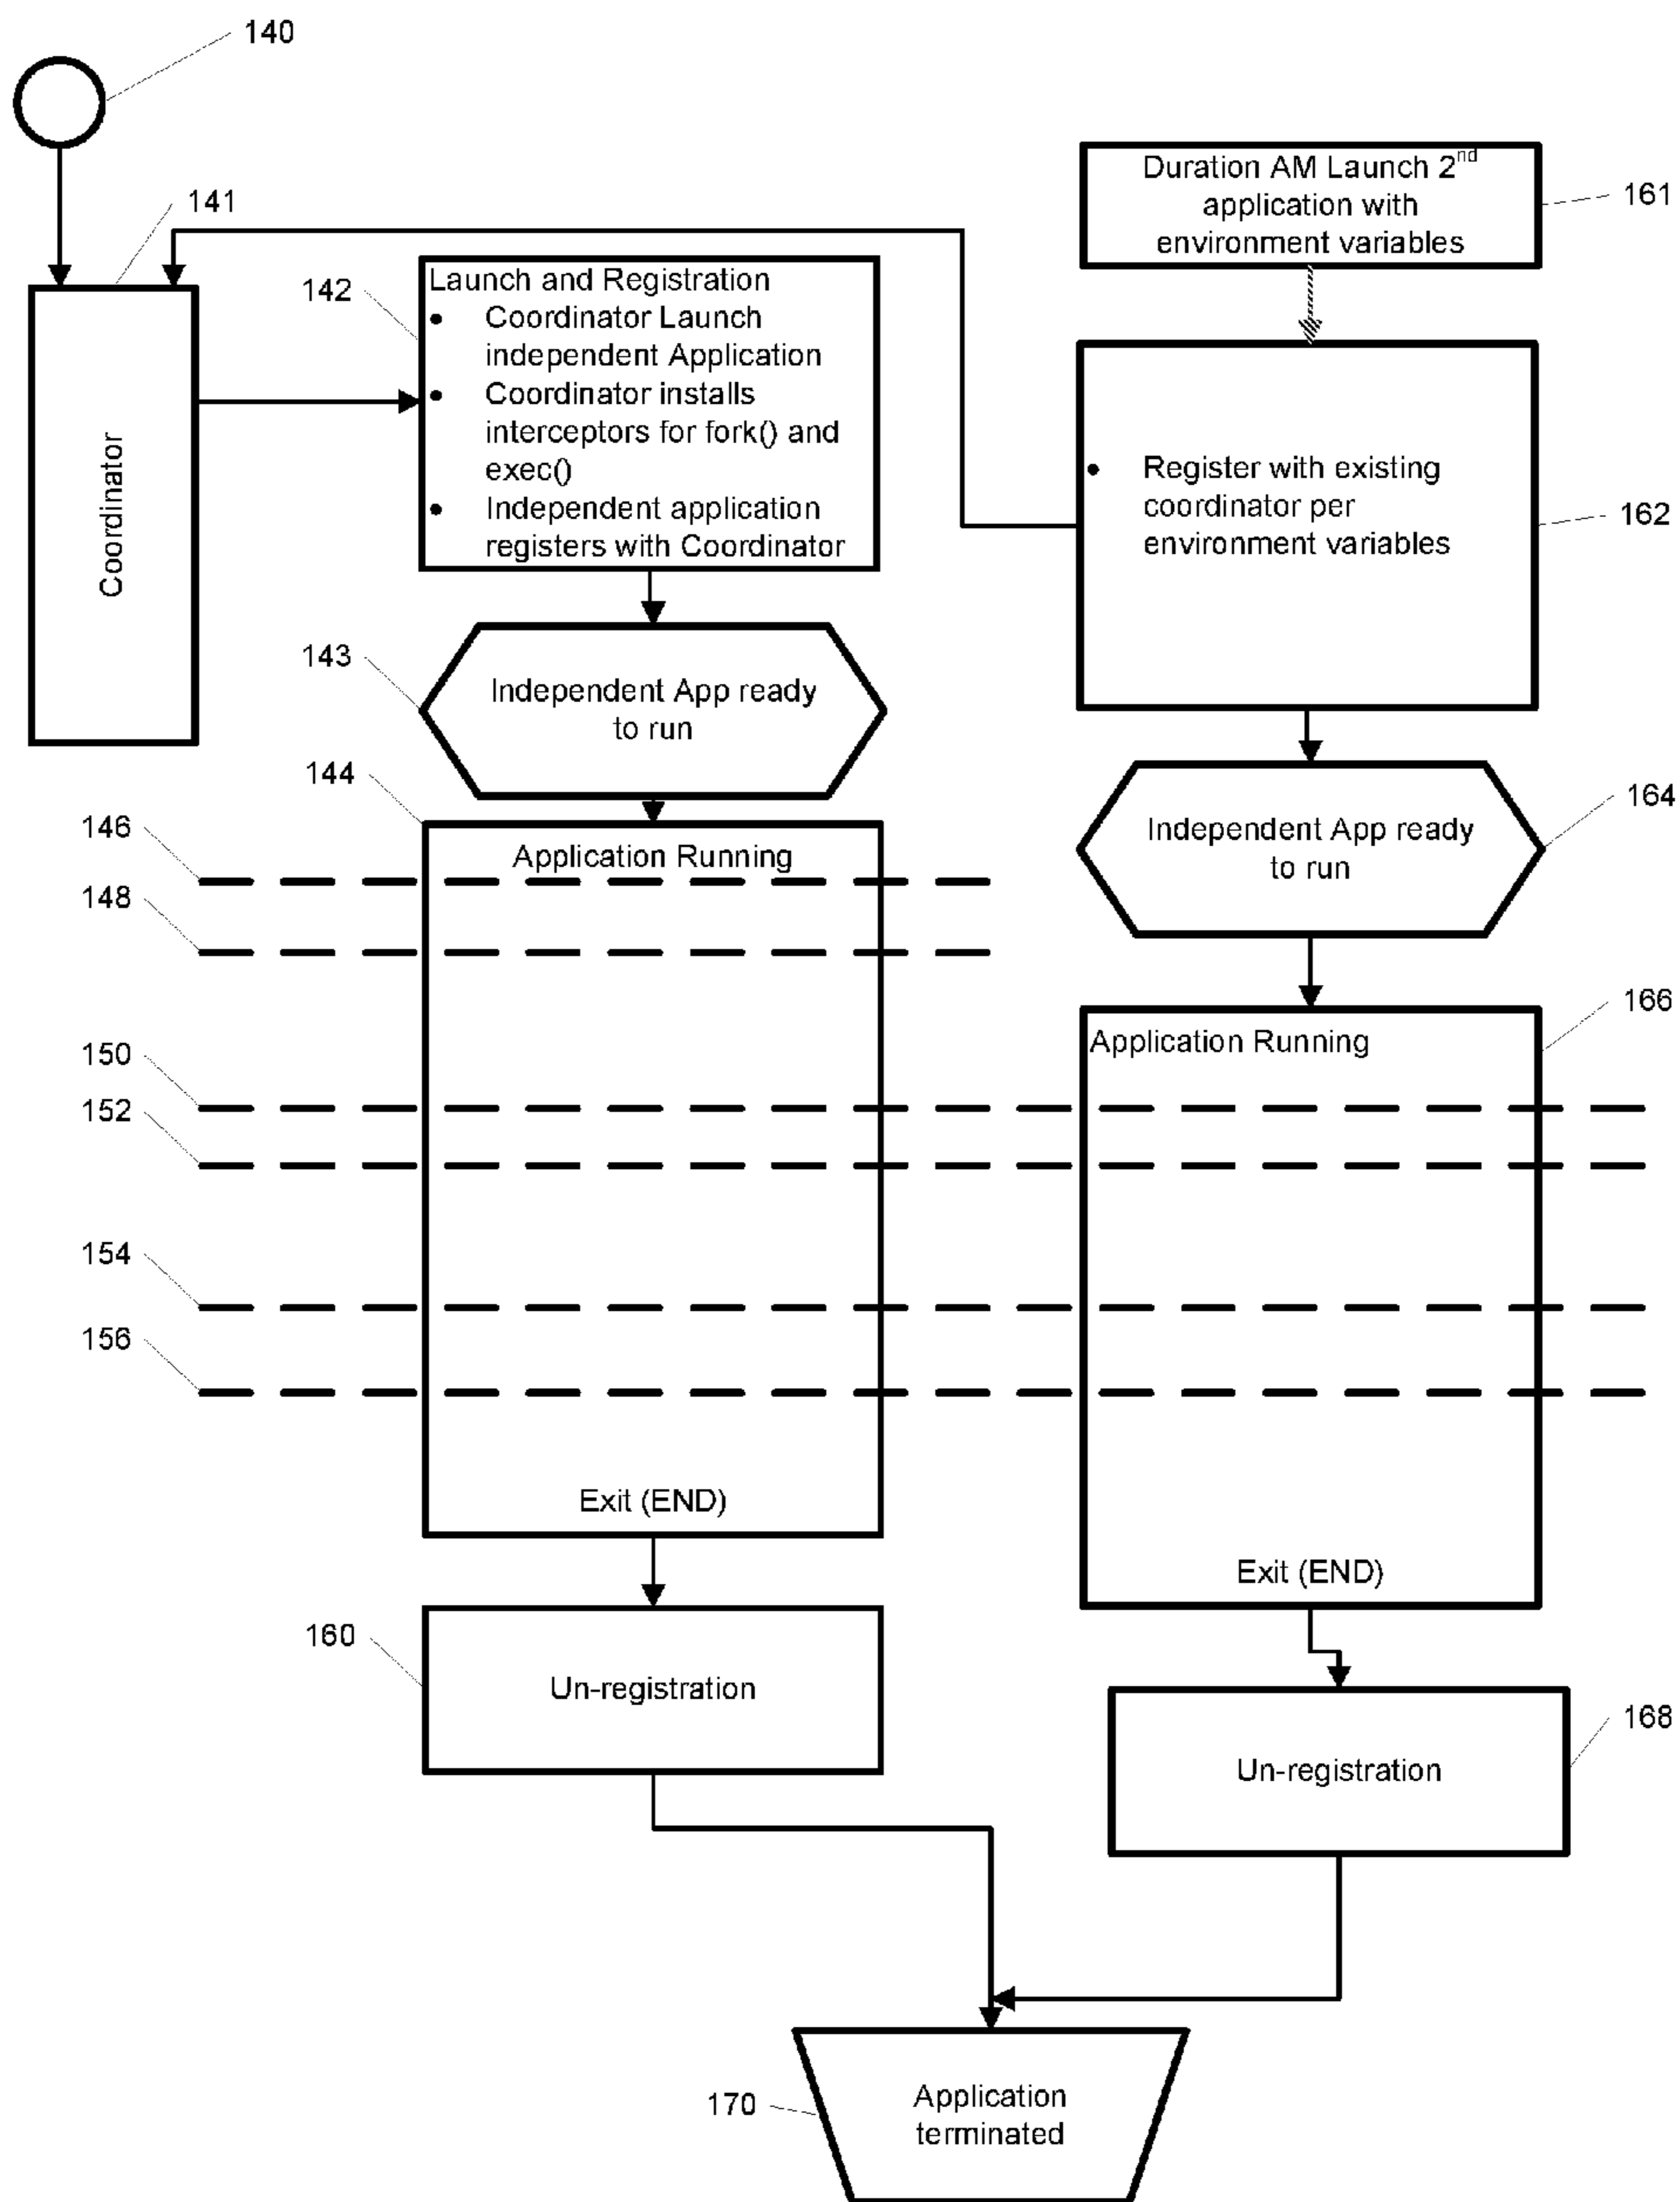 140
141
Coordinator
142
Launch and Registration
• Coordinator Launch
independent Application
• Coordinator installs
interceptors for fork() and
exec()
• Independent application
registers with Coordinator
143
Independent App ready
to run
144
Application Running
146
148
150
152
154
156
Exit (END)
160
Un-registration
Duration AM Launch 2nd
application with
environment variables
161
• Register with existing
coordinator per
environment variables
162
Independent App ready
to run
164
Application Running
166
Exit (END)
Un-registration
168
170
Application
terminated